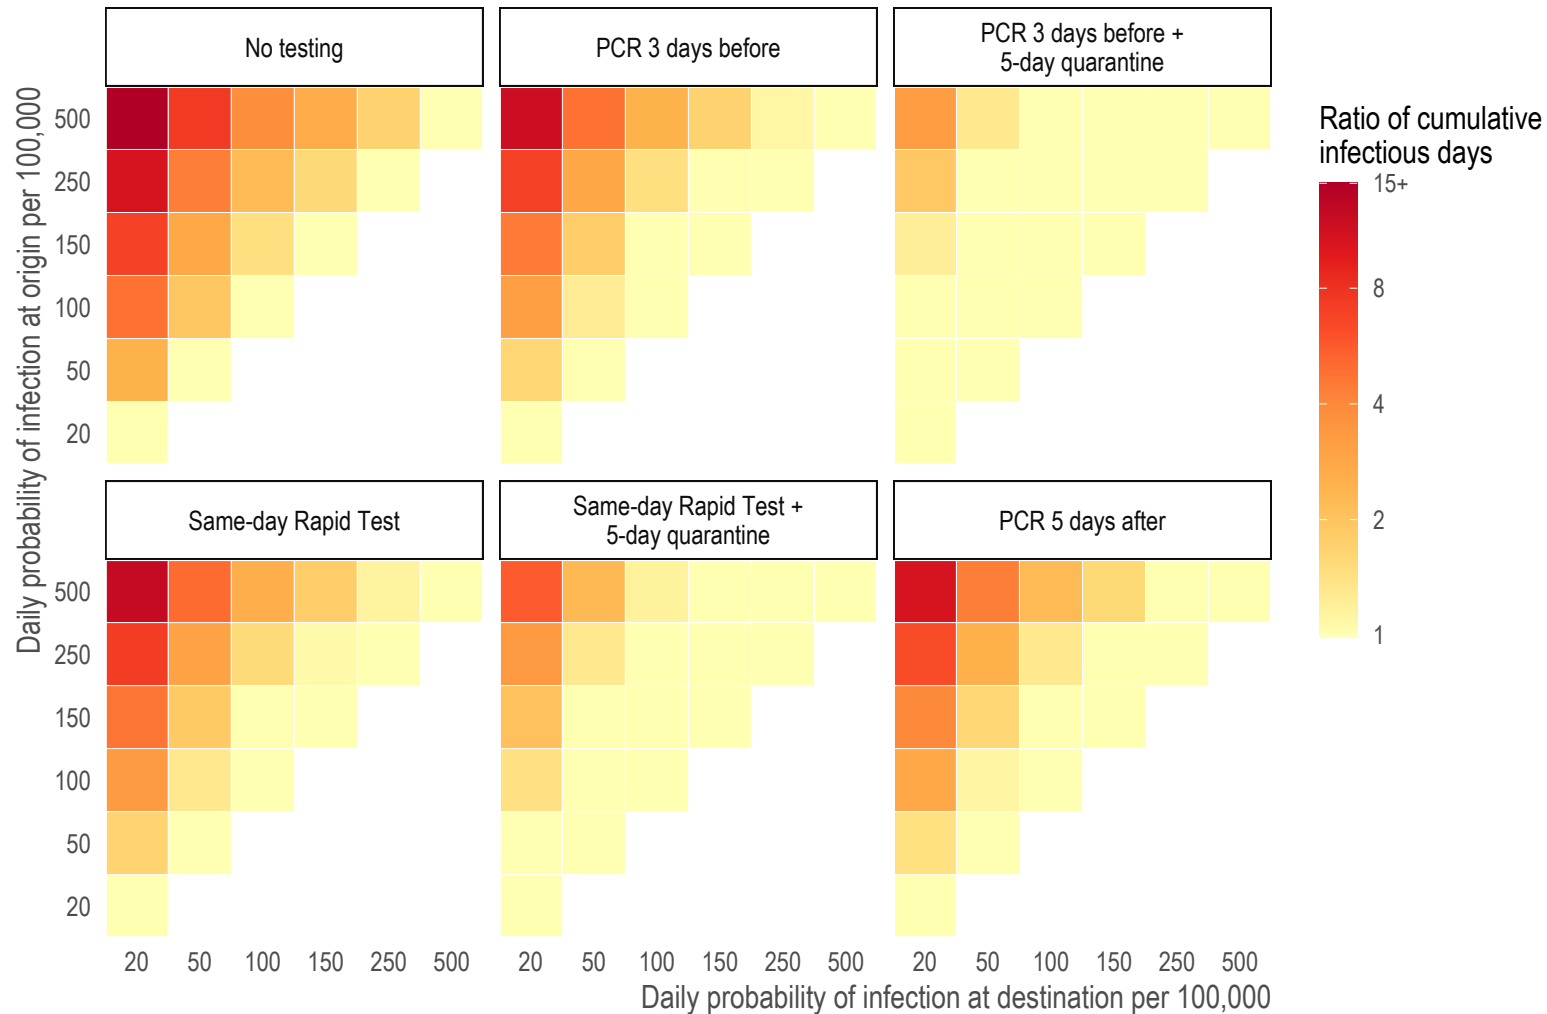 No testing
PCR 3 days before
PCR 3 days before +
5-day quarantine
Daily probability of infection at origin per 100,000
500
250
150
100
50
20
Same-day Rapid Test
Same-day Rapid Test +
5-day quarantine
PCR 5 days after
500
250
150
100
50
20
20 50 100 150 250 500
20 50 100 150 250 500
20 50 100 150 250 500
Daily probability of infection at destination per 100,000
Ratio of cumulative
infectious days
15+
8
4
2
1